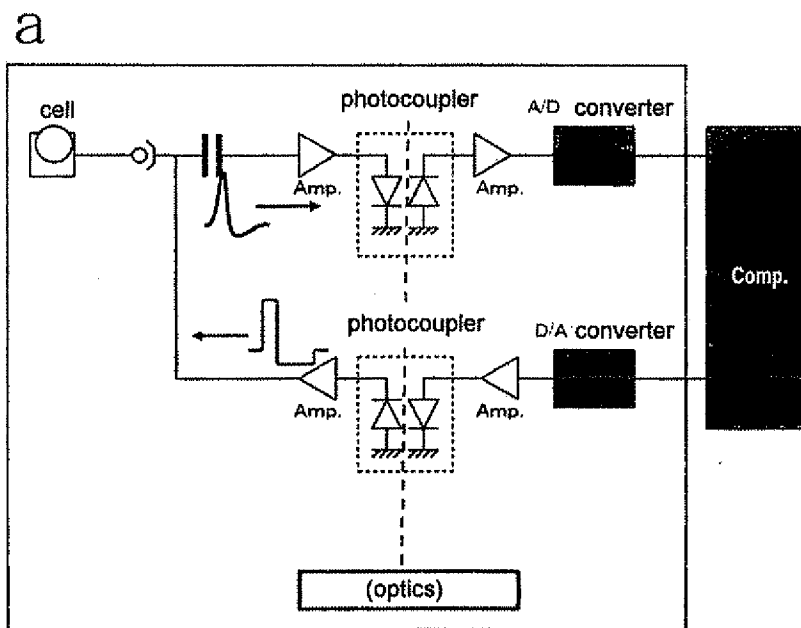 a
cell
photocoupler
A/D converter
Amp.
Amp.
Comp.
photocoupler
D/A converter
Amp.
Amp.
(optics)